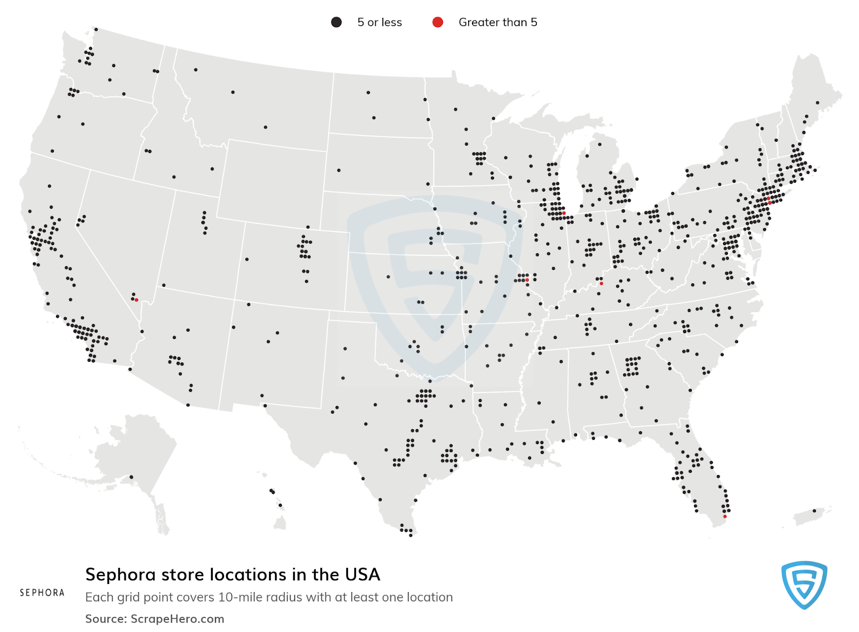 5 or less
Greater than 5
Sephora store locations in the USA
SEPHORA
Each grid point covers 10-mile radius with at least one location
Source: ScrapeHero.com